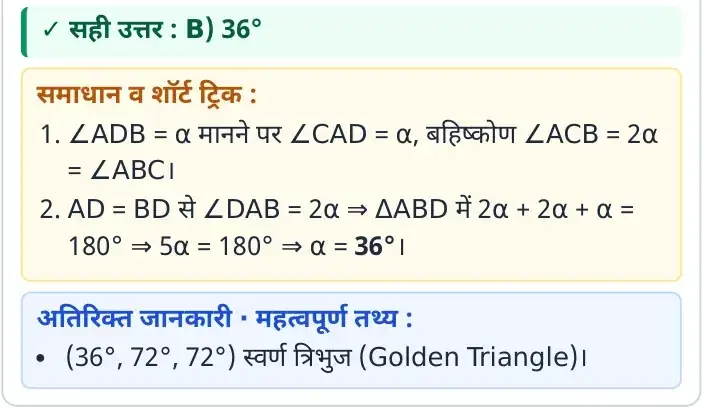 ✓ सही उत्तर : B) 36°
समाधान व शॉर्ट ट्रिक :
1. ∠ADB = α मानने पर ∠CAD = α, बहिष्कोण ∠ACB = 2α
= ∠ABC।
2. AD = BD से ∠DAB = 2α ⇒ ΔABD में 2α + 2α + α =
180° ⇒ 5α = 180° ⇒ α = 36°।
अतिरिक्त जानकारी · महत्वपूर्ण तथ्य :
• (36°, 72°, 72°) स्वर्ण त्रिभुज (Golden Triangle)।